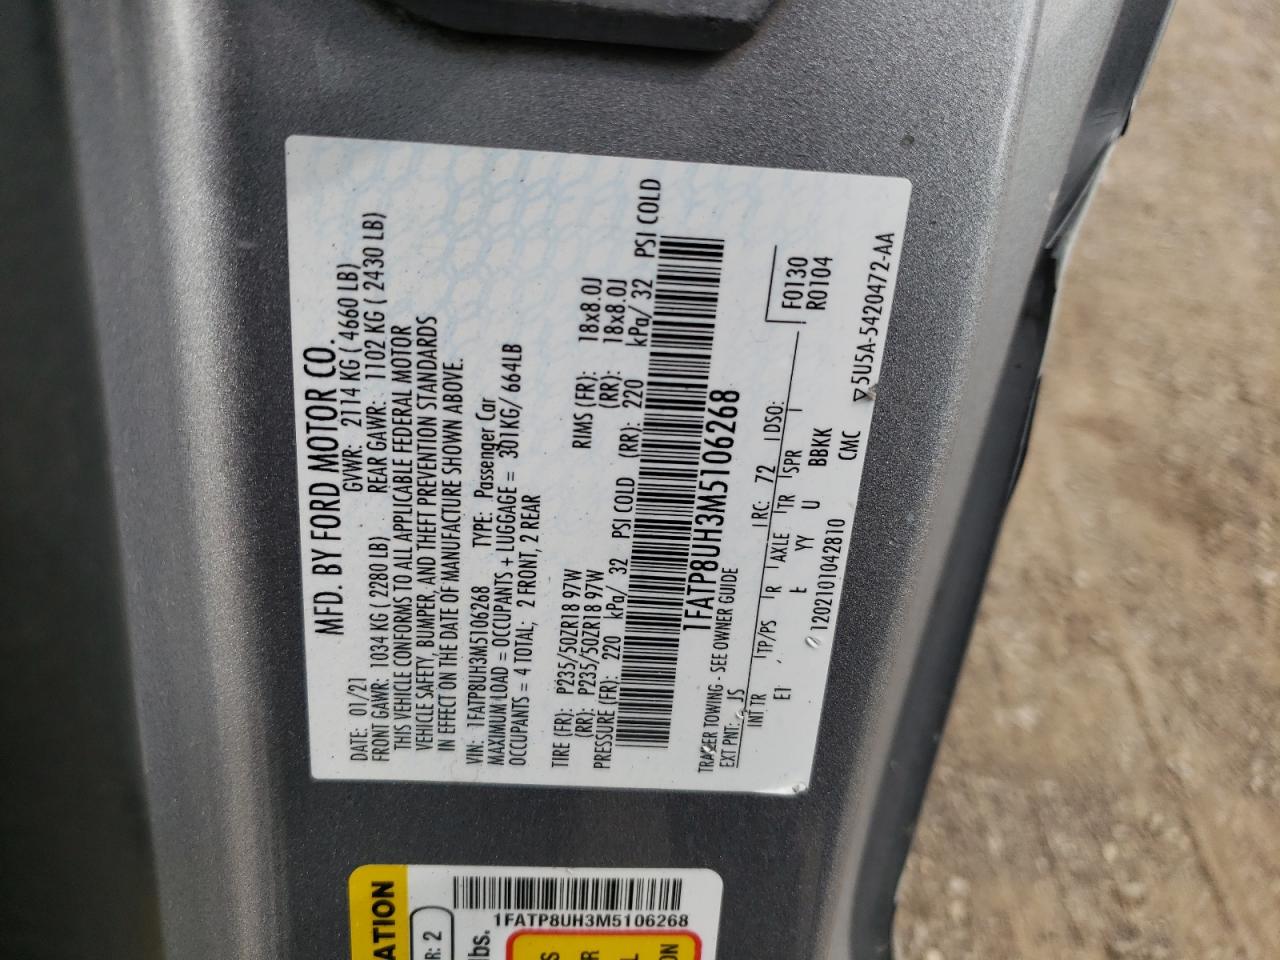 MFD. BY FORD MOTOR CO.
DATE: 01/21 GVWR: 2114 KG ( 4660 LB)
FRONT GAWR: 1034 KG ( 2280 LB) REAR GAWR: 1102 KG ( 2430 LB)
THIS VEHICLE CONFORMS TO ALL APPLICABLE FEDERAL MOTOR
VEHICLE SAFETY, BUMPER, AND THEFT PREVENTION STANDARDS
IN EFFECT ON THE DATE OF MANUFACTURE SHOWN ABOVE.
VIN: 1FATP8UH3M5106268 TYPE: Passenger Car
MAXIMUM LOAD = OCCUPANTS + LUGGAGE = 301KG/ 664LB
OCCUPANTS = 4 TOTAL; 2 FRONT, 2 REAR
TIRE (FR): P235/50ZR18 97W RIMS (FR): 18x8.0J
(RR): P235/50ZR18 97W (RR): 18x8.0J
PRESSURE (FR): 220 kPa/ 32 PSI COLD (RR): 220 kPa/ 32 PSI COLD
1FATP8UH3M5106268
TRAILER TOWING - SEE OWNER GUIDE
EXT PNT: JS RC: 72 DSO: F0130
INT TR TP/PS R AXLE TR SPR R0104
E1 E YY U BBKK
1202101042810 CMC ▽5U5A-5420472-AA
ATION
R: 2
lbs.
1FATP8UH3M5106268